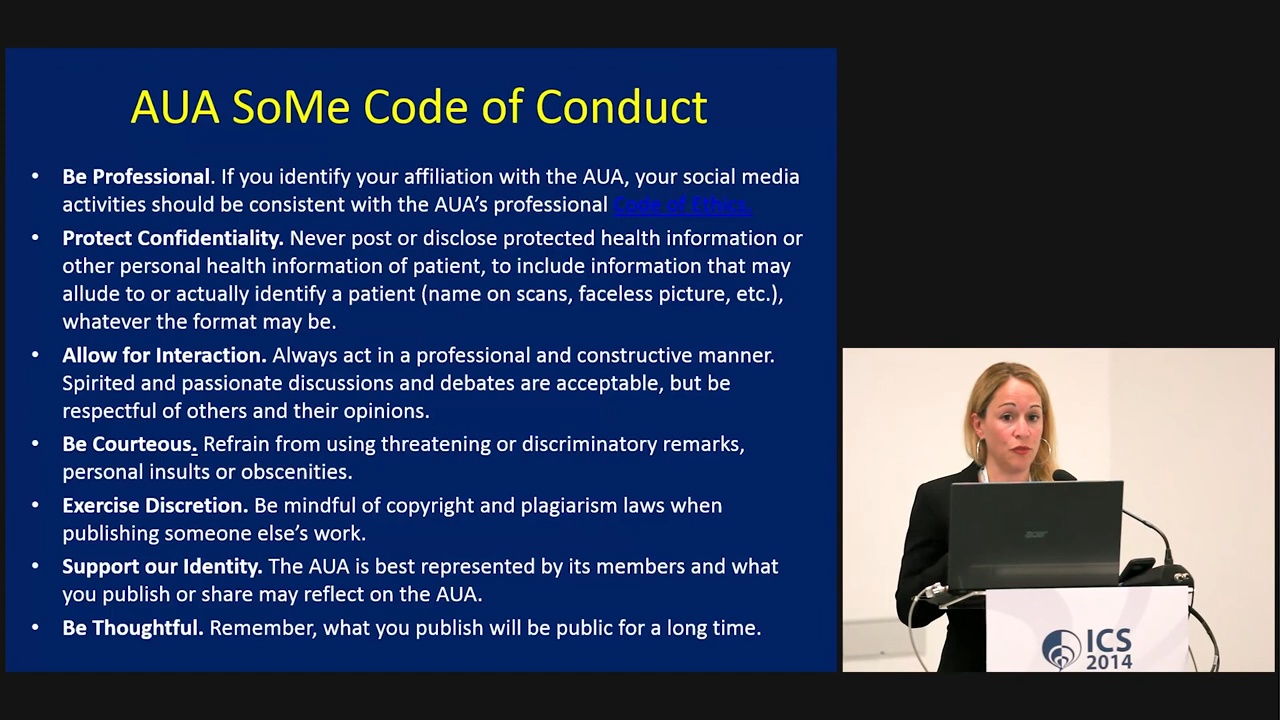 AUA SoMe Code of Conduct
• Be Professional. If you identify your affiliation with the AUA, your social media
activities should be consistent with the AUA's professional Code of Ethics.
• Protect Confidentiality. Never post or disclose protected health information or
other personal health information of patient, to include information that may
allude to or actually identify a patient (name on scans, faceless picture, etc.),
whatever the format may be.
• Allow for Interaction. Always act in a professional and constructive manner.
Spirited and passionate discussions and debates are acceptable, but be
respectful of others and their opinions.
• Be Courteous. Refrain from using threatening or discriminatory remarks,
personal insults or obscenities.
• Exercise Discretion. Be mindful of copyright and plagiarism laws when
publishing someone else's work.
• Support our Identity. The AUA is best represented by its members and what
you publish or share may reflect on the AUA.
• Be Thoughtful. Remember, what you publish will be public for a long time.
acer
ICS
2014